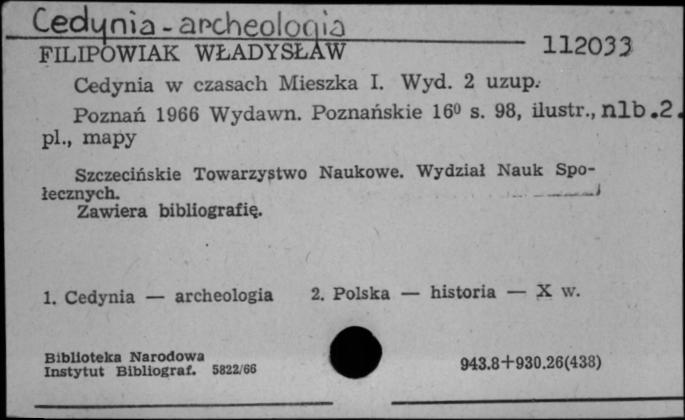 Cedynia - archeologia
FILIPOWIAK WŁADYSŁAW 112033
Cedynia w czasach Mieszka I. Wyd. 2 uzup.
Poznań 1966 Wydawn. Poznańskie 16⁰ s. 98, ilustr., nlb.2.
pl., mapy
Szczecińskie Towarzystwo Naukowe. Wydział Nauk Spo-
łecznych.
Zawiera bibliografię.
1. Cedynia — archeologia 2. Polska — historia — X w.
Biblioteka Narodowa
Instytut Bibliograf. 5822/66 943.8+930.26(438)